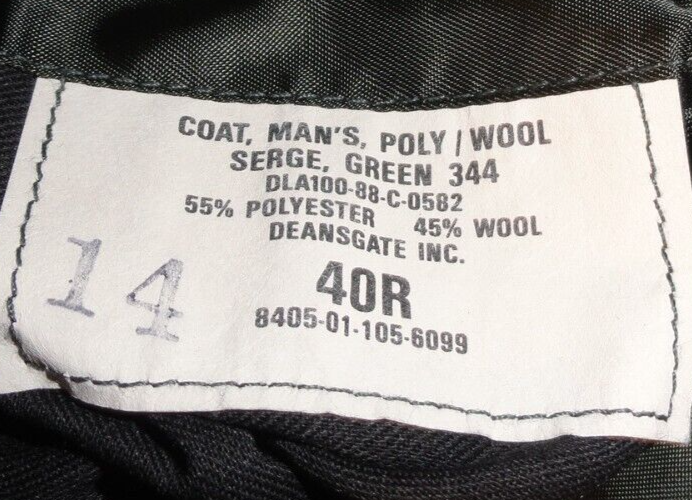 COAT, MAN'S, POLY/WOOL
SERGE, GREEN 344
DLA100-88-C-0582
55% POLYESTER 45% WOOL
DEANSGATE INC.
14
40R
8405-01-105-6099